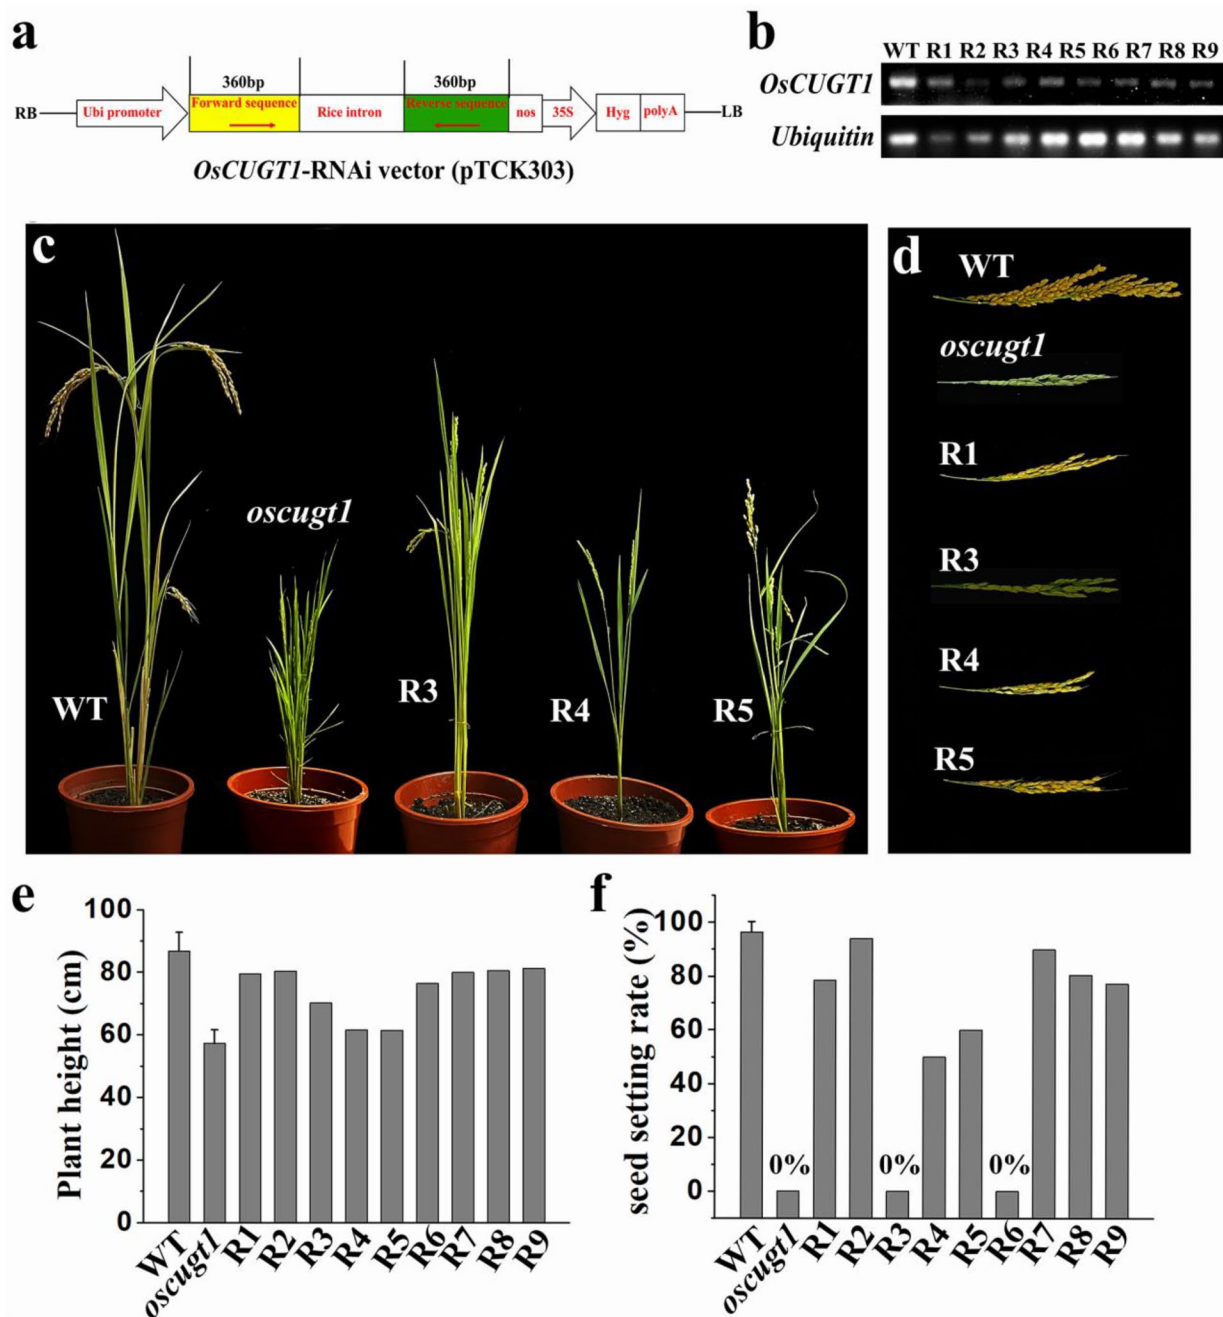 a
360bp 360bp
RB Ubi promoter Forward sequence Rice intron Reverse sequence nos 35S Hyg polyA LB
OsCUGT1-RNAi vector (pTCK303)
b
WT R1 R2 R3 R4 R5 R6 R7 R8 R9
OsCUGT1
Ubiquitin
c
WT
oscugt1
R3
R4
R5
d
WT
oscugt1
R1
R3
R4
R5
e
Plant height (cm)
100
80
60
40
20
0
WT oscugt1 R1 R2 R3 R4 R5 R6 R7 R8 R9
f
seed setting rate (%)
100
80
60
40
20
0
0% 0% 0%
WT oscugt1 R1 R2 R3 R4 R5 R6 R7 R8 R9